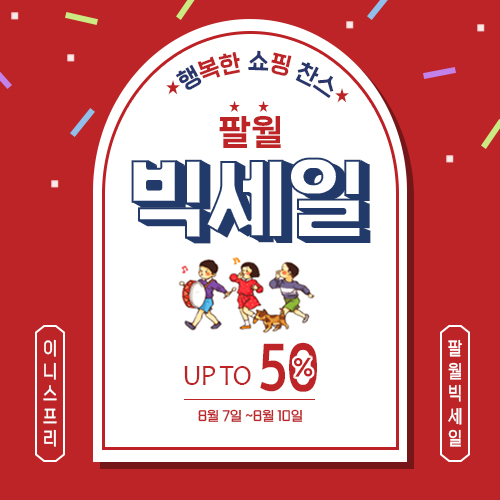 ★행복한 쇼핑 찬스★
★ ★
팔월
빅세일
UP TO 50%
8월 7일 ~8월 10일
이니스프리
팔월빅세일